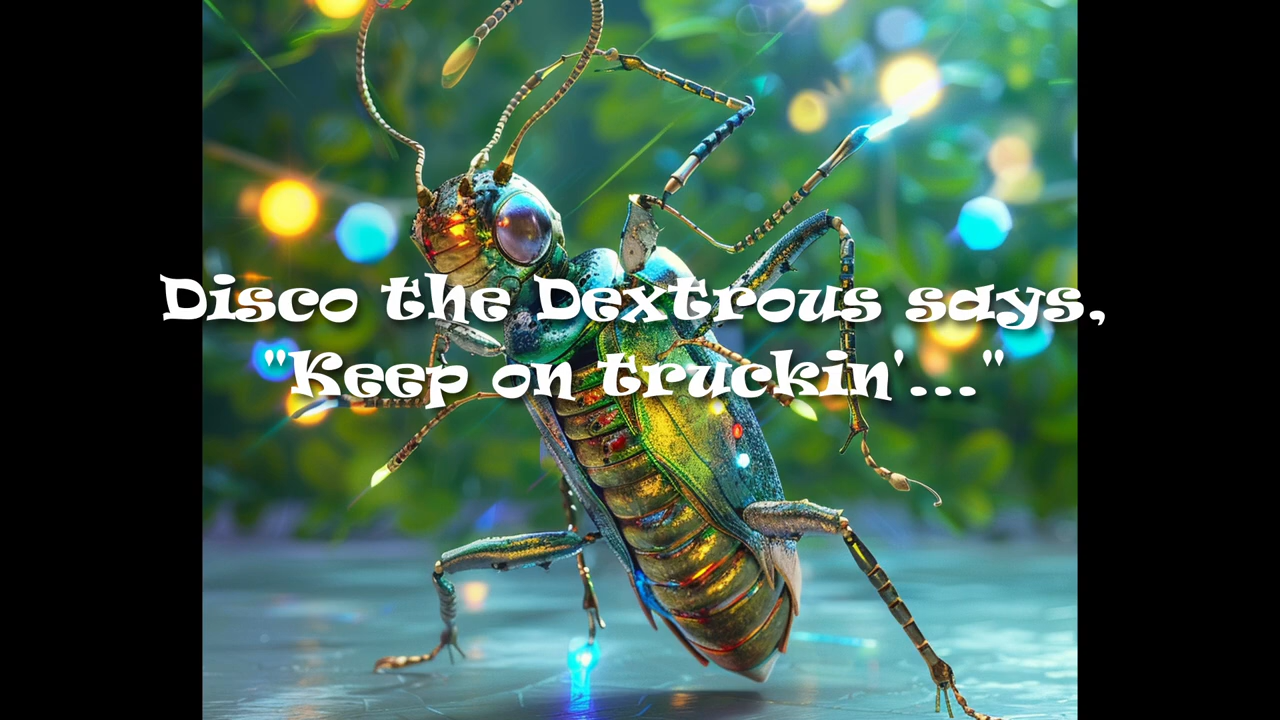 Disco the Dextrous says,
"Keep on truckin'..."